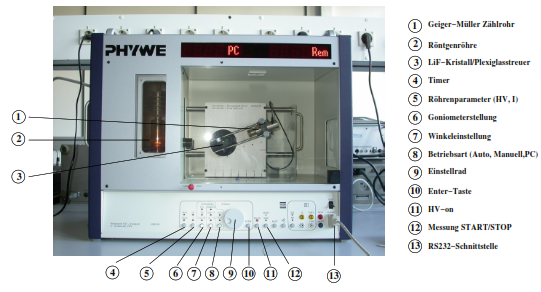 PHYWE
PC
Rem
1 Geiger-Müller Zählrohr
2 Röntgenröhre
3 LiF-Kristall/Plexiglasstreuer
4 Timer
5 Röhrenparameter (HV, I)
6 Goniometerstellung
7 Winkeleinstellung
8 Betriebsart (Auto, Manuell,PC)
9 Einstellrad
10 Enter-Taste
11 HV-on
12 Messung START/STOP
13 RS232-Schnittstelle
1
2
3
4
5
6
7
8
9
10
11
12
13